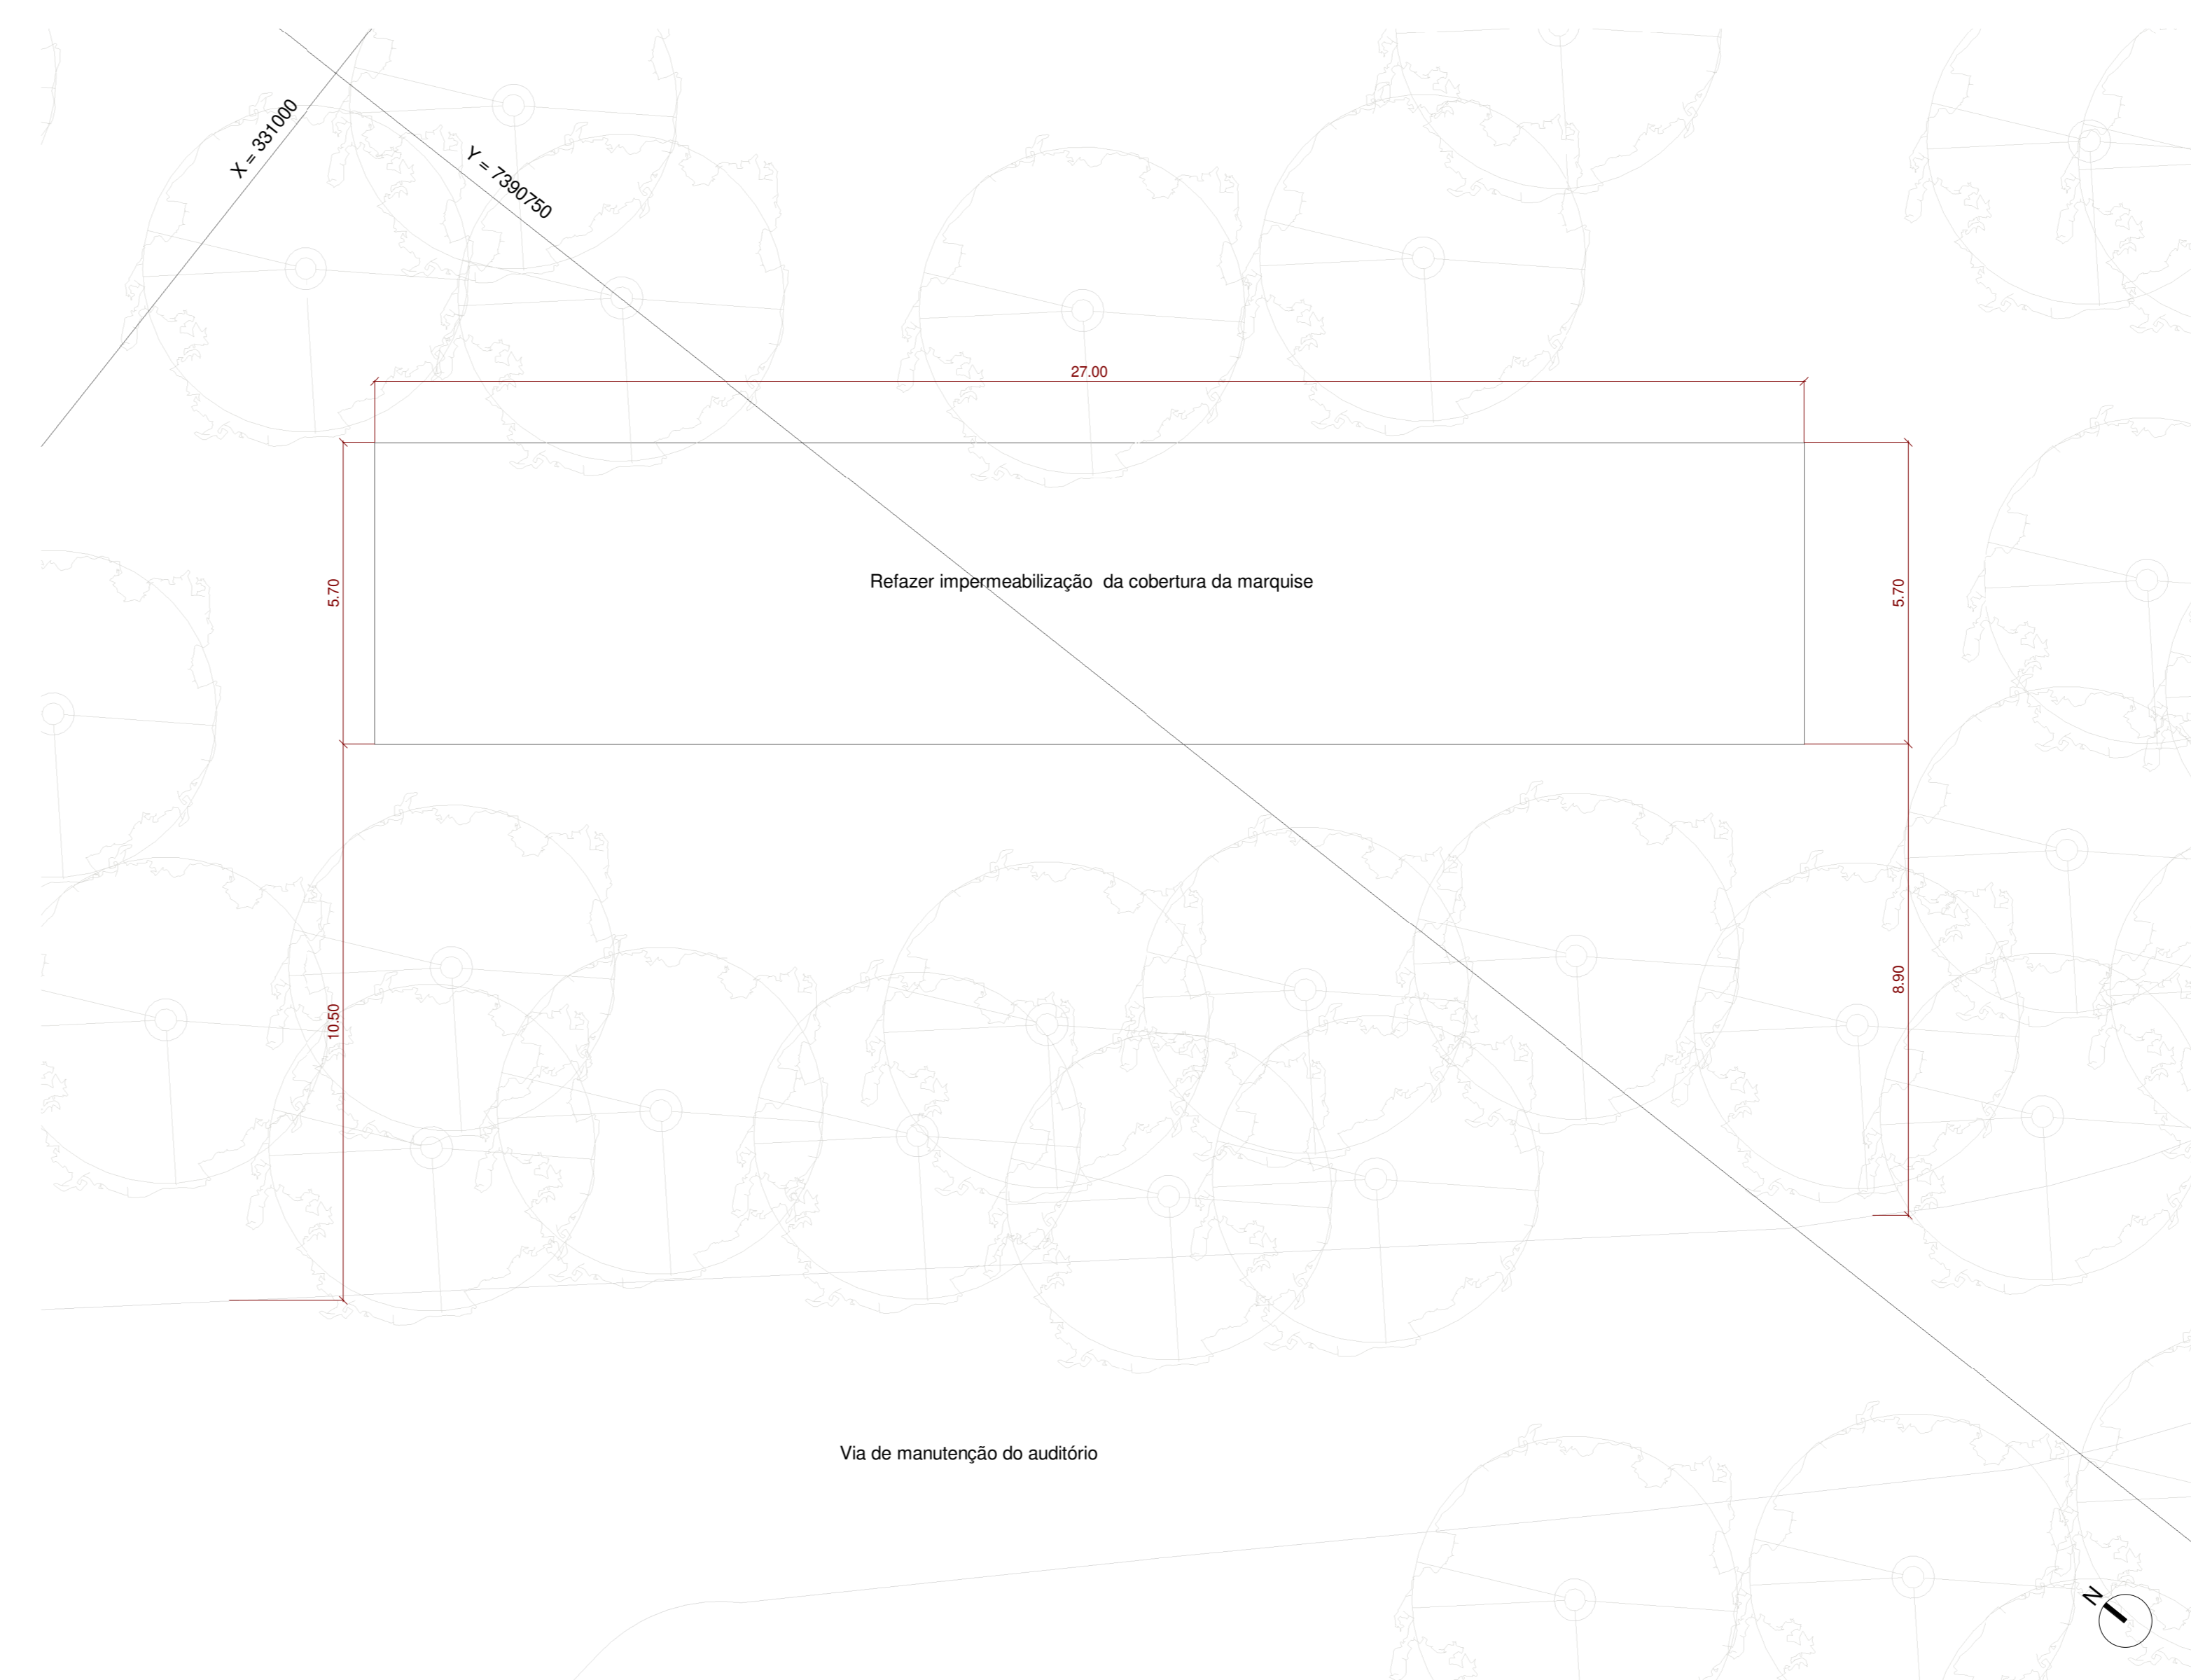 X = 331000
Y = 7390750
27.00
5.70
Refazer impermeabilização  da cobertura da marquise
5.70
10.50
8.90
Via de manutenção do auditório
N